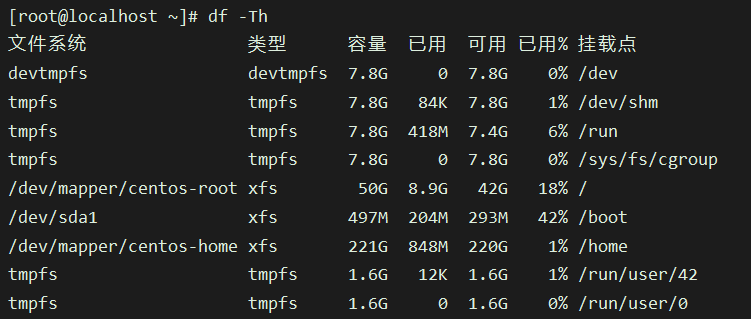 [root@localhost ~]# df -Th
文件系统 类型 容量 已用 可用 已用% 挂载点
devtmpfs devtmpfs 7.8G 0 7.8G 0% /dev
tmpfs tmpfs 7.8G 84K 7.8G 1% /dev/shm
tmpfs tmpfs 7.8G 418M 7.4G 6% /run
tmpfs tmpfs 7.8G 0 7.8G 0% /sys/fs/cgroup
/dev/mapper/centos-root xfs 50G 8.9G 42G 18% /
/dev/sda1 xfs 497M 204M 293M 42% /boot
/dev/mapper/centos-home xfs 221G 848M 220G 1% /home
tmpfs tmpfs 1.6G 12K 1.6G 1% /run/user/42
tmpfs tmpfs 1.6G 0 1.6G 0% /run/user/0